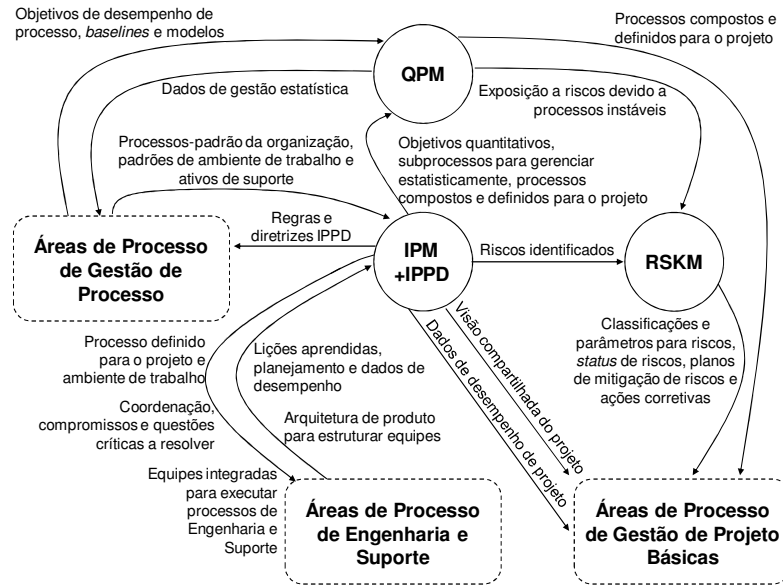 Objetivos de desempenho de
processo, baselines e modelos
Processos compostos e
definidos para o projeto
QPM
Dados de gestão estatística
Exposição a riscos devido a
processos instáveis
Processos-padrão da organização,
padrões de ambiente de trabalho e
ativos de suporte
Objetivos quantitativos,
subprocessos para gerenciar
estatisticamente, processos
compostos e definidos para o projeto
Áreas de Processo
de Gestão de
Processo
Regras e
diretrizes IPPD
IPM
+IPPD
Riscos identificados
RSKM
Processo definido
para o projeto e
ambiente de trabalho
Lições aprendidas,
planejamento e dados de
desempenho
Visão compartilhada do projeto
Dados de desempenho de projeto
Classificações e
parâmetros para riscos,
status de riscos, planos
de mitigação de riscos e
ações corretivas
Coordenação,
compromissos e questões
críticas a resolver
Arquitetura de produto
para estruturar equipes
Equipes integradas
para executar
processos de
Engenharia e
Suporte
Áreas de Processo
de Engenharia e
Suporte
Áreas de Processo
de Gestão de Projeto
Básicas